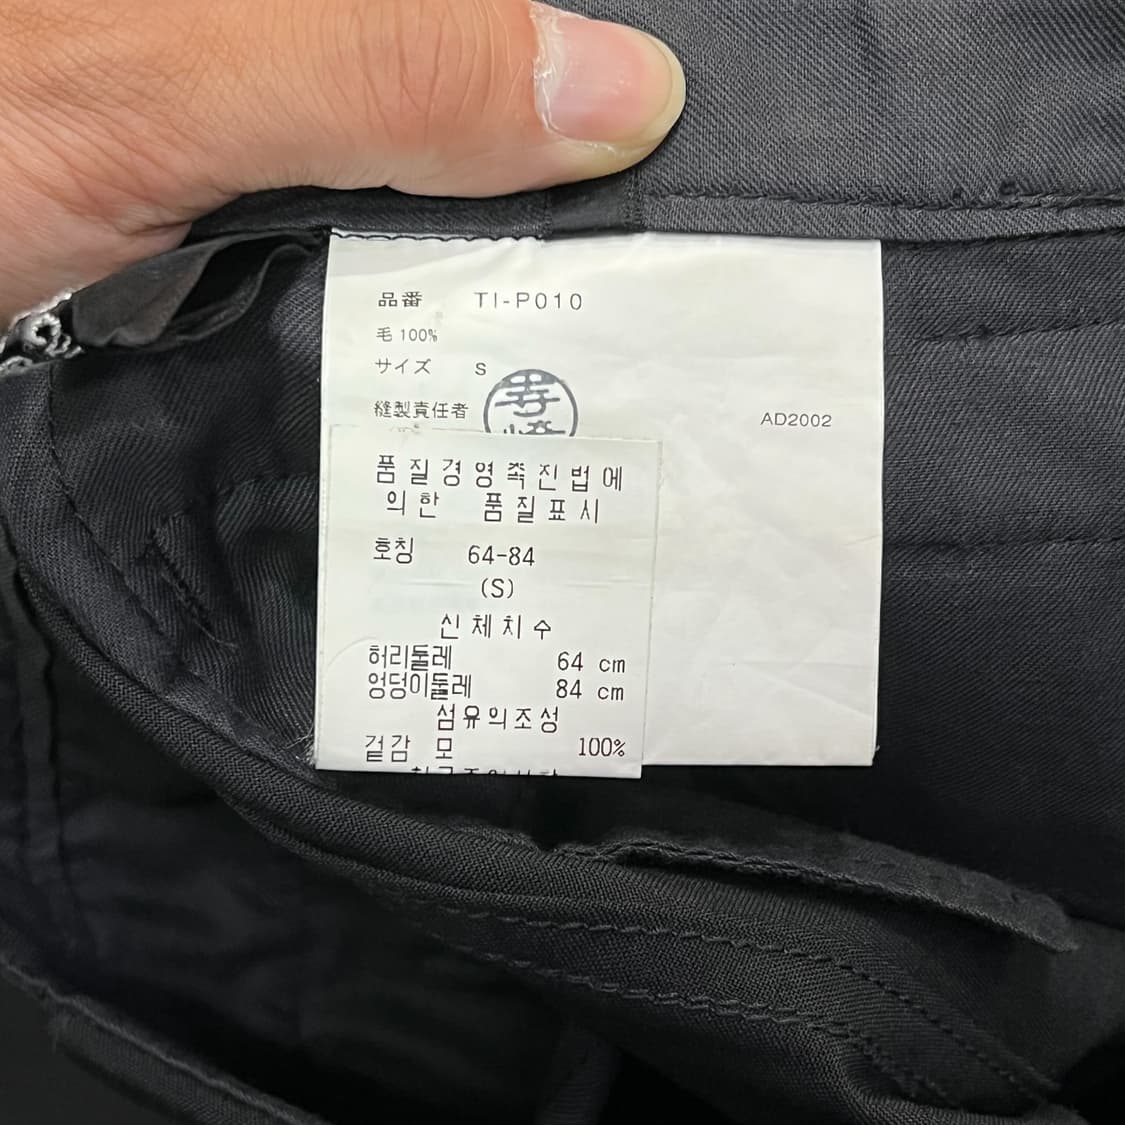 品番 TI-P010
毛 100%
サイズ S
縫製責任者
AD2002
품질경영촉진법에
의한 품질표시
호칭 64-84
(S)
신체치수
허리둘레 64 cm
엉덩이둘레 84 cm
섬유의조성
겉감 모 100%